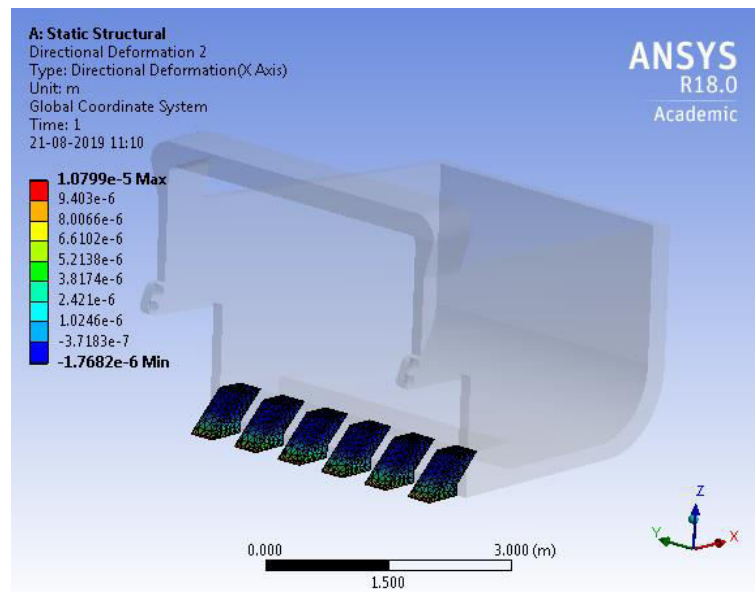 A: Static Structural
Directional Deformation 2
Type: Directional Deformation(X Axis)
Unit: m
Global Coordinate System
Time: 1
21-08-2019 11:10
ANSYS
R18.0
Academic
1.0799e-5 Max
9.403e-6
8.0066e-6
6.6102e-6
5.2138e-6
3.8174e-6
2.421e-6
1.0246e-6
-3.7183e-7
-1.7682e-6 Min
Z
Y
X
0.000
3.000 (m)
1.500